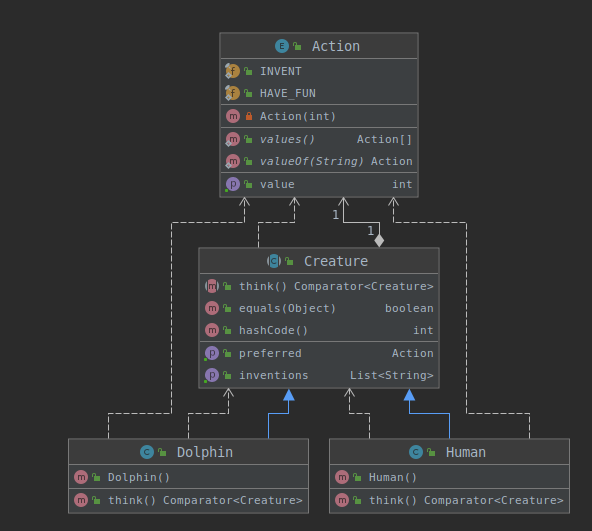 Action
INVENT
HAVE_FUN
Action(int)
values() Action[]
valueOf(String) Action
value int
1
1
Creature
think() Comparator<Creature>
equals(Object) boolean
hashCode() int
preferred Action
inventions List<String>
Dolphin
Dolphin()
think() Comparator<Creature>
Human
Human()
think() Comparator<Creature>